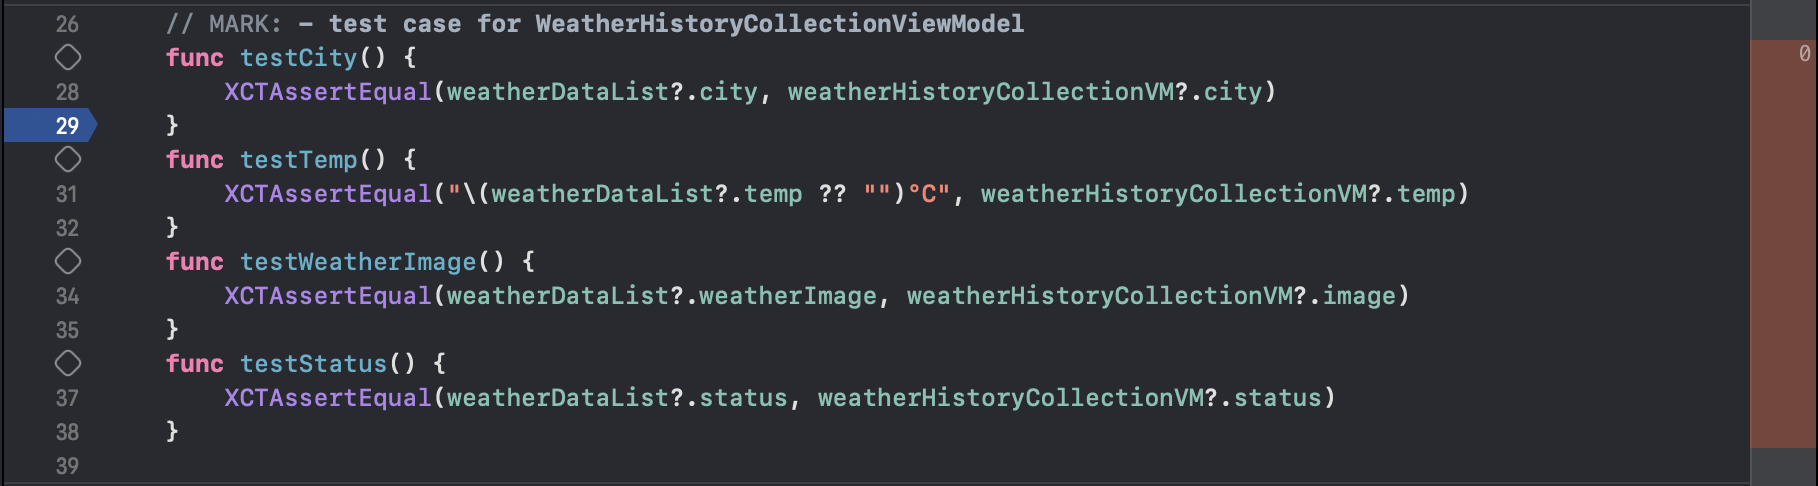 26 // MARK: – test case for WeatherHistoryCollectionViewModel
func testCity() { 0
28 XCTAssertEqual(weatherDataList?.city, weatherHistoryCollectionVM?.city)
29 }
func testTemp() {
31 XCTAssertEqual("\(weatherDataList?.temp ?? "")°C", weatherHistoryCollectionVM?.temp)
32 }
func testWeatherImage() {
34 XCTAssertEqual(weatherDataList?.weatherImage, weatherHistoryCollectionVM?.image)
35 }
func testStatus() {
37 XCTAssertEqual(weatherDataList?.status, weatherHistoryCollectionVM?.status)
38 }
39